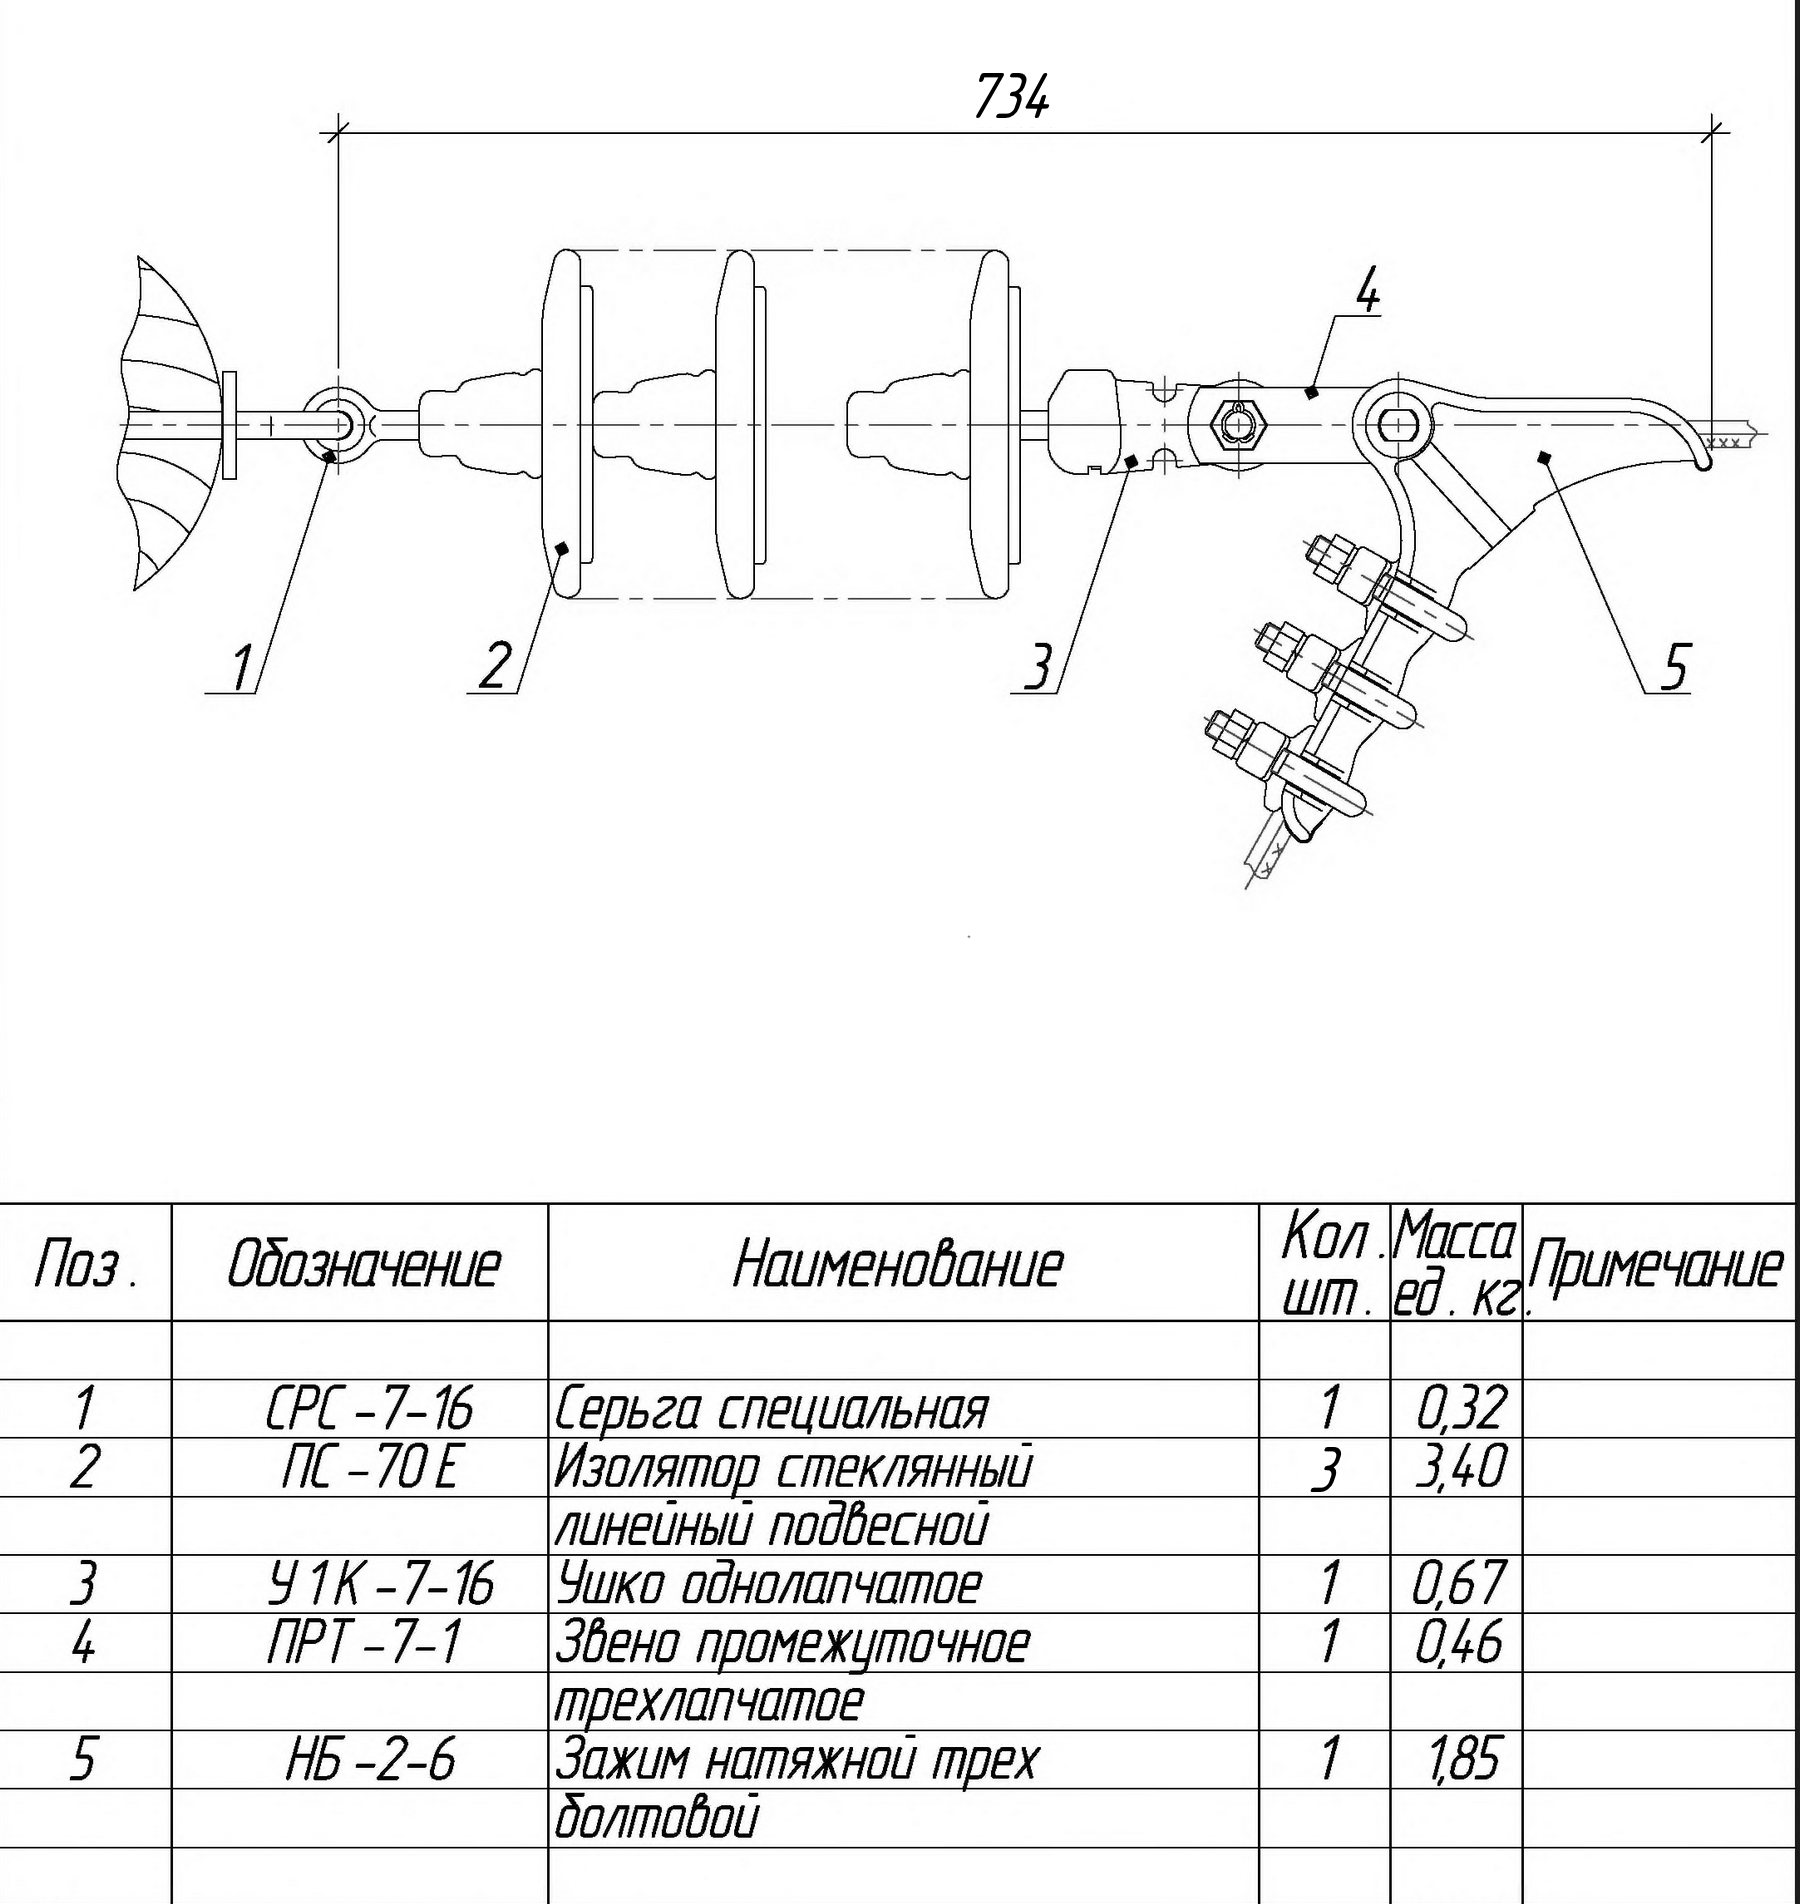 734
4
1
2
3
5
Поз. Обозначение Наименование Кол. шт. Масса ед. кг. Примечание
1 СРС-7-16 Серьга специальная 1 0,32
2 ПС-70Е Изолятор стеклянный 3 3,40
линейный подвесной
3 У1К-7-16 Ушко однолапчатое 1 0,67
4 ПРТ-7-1 Звено промежуточное 1 0,46
трехлапчатое
5 НБ-2-6 Зажим натяжной трех 1 1,85
болтовой